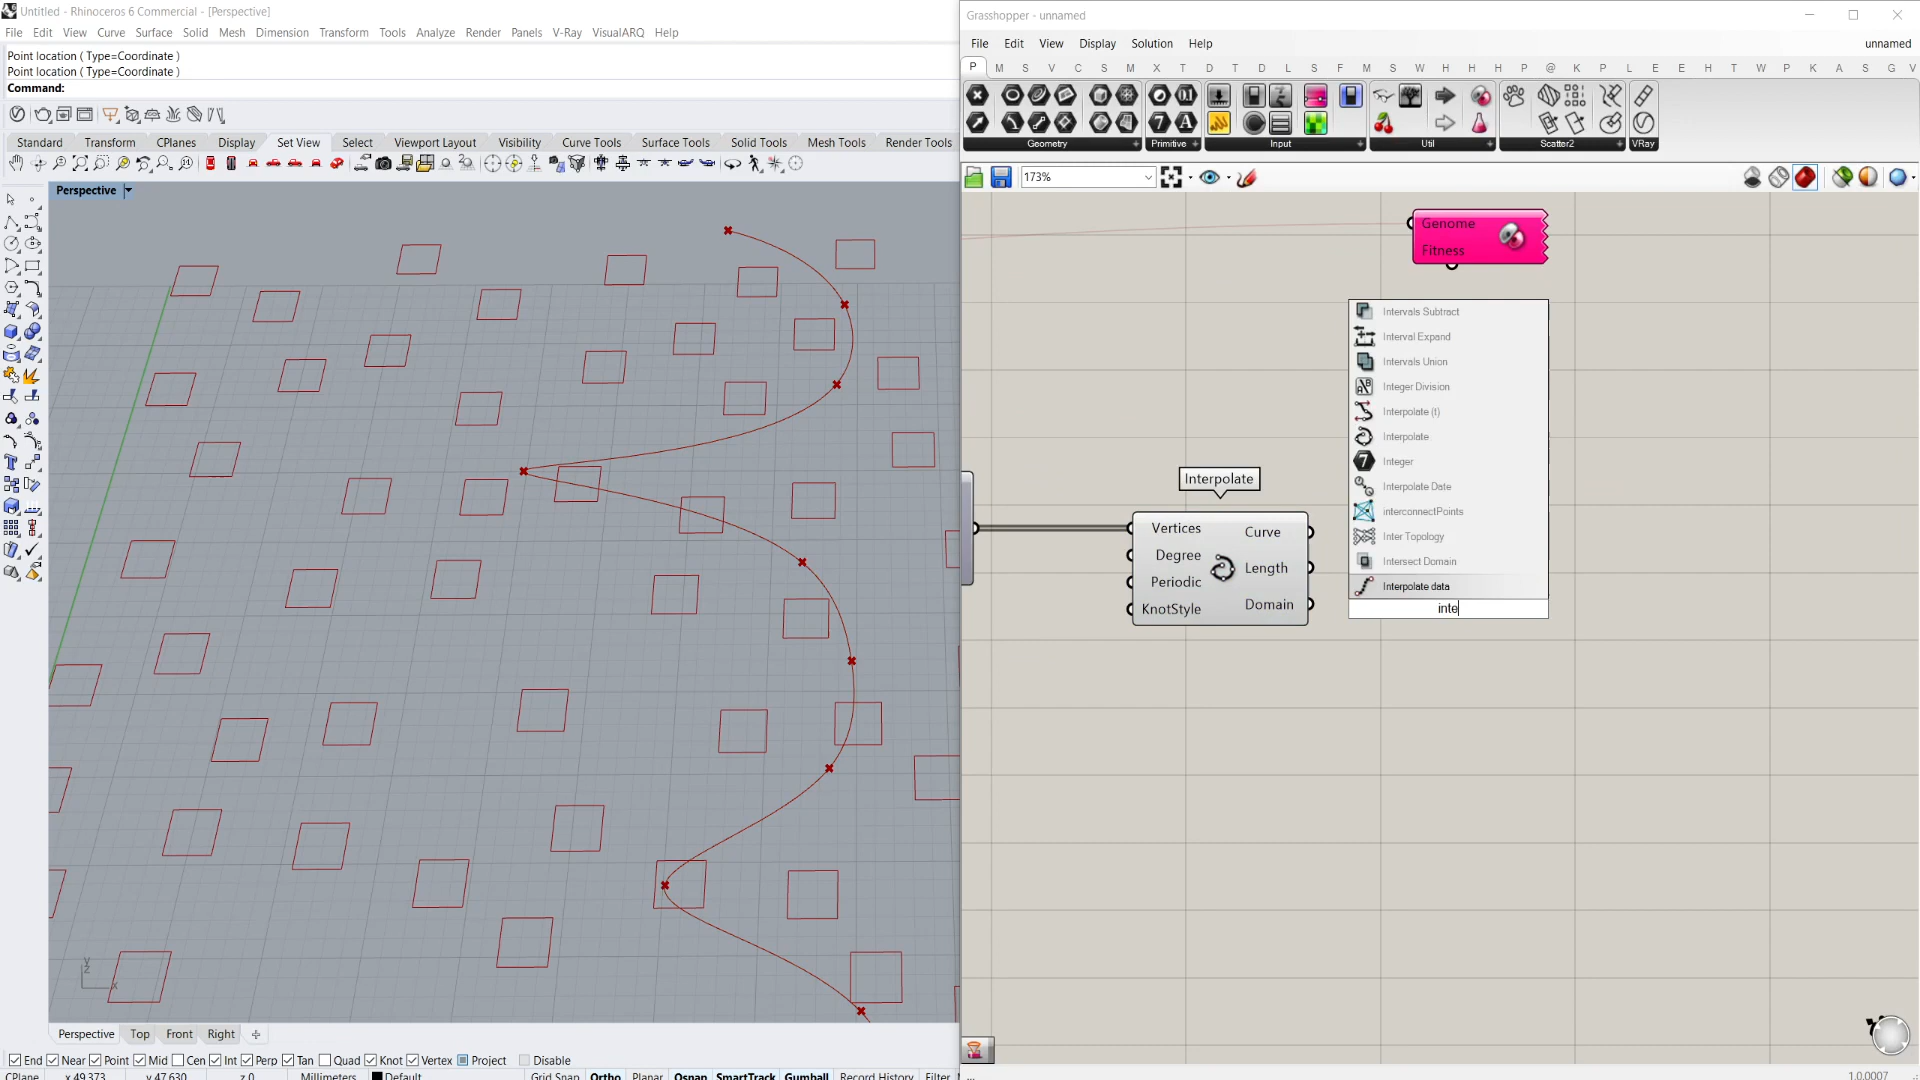 Untitled - Rhinoceros 6 Commercial - [Perspective]
File Edit View Curve Surface Solid Mesh Dimension Transform Tools Analyze Render Panels V-Ray VisualARQ Help
Point location ( Type=Coordinate )
Point location ( Type=Coordinate )
Command:
Standard Transform CPlanes Display Set View Select Viewport Layout Visibility Curve Tools Surface Tools Solid Tools Mesh Tools Render Tools
Perspective
y
z
x
Perspective Top Front Right
End Near Point Mid Cen Int Perp Tan Quad Knot Vertex Project Disable
CPlane x 49.373 y 47.630 z 0 Millimeters Default Grid Snap Ortho Planar Osnap SmartTrack Gumball Record History Filter
Grasshopper - unnamed
File Edit View Display Solution Help unnamed
P M S V C S M X T D T D L S F M S W H H H P @ K P L E E H T W P K A S G V
Geometry Primitive Input Util Scatter2 VRay
173%
Genome
Fitness
Intervals Subtract
Interval Expand
Intervals Union
Integer Division
Interpolate (t)
Interpolate
Integer
Interpolate Date
interconnectPoints
Inter Topology
Intersect Domain
Interpolate data
inte
Interpolate
Vertices Curve
Degree
Length
Periodic
Domain
KnotStyle
...
1.0.0007